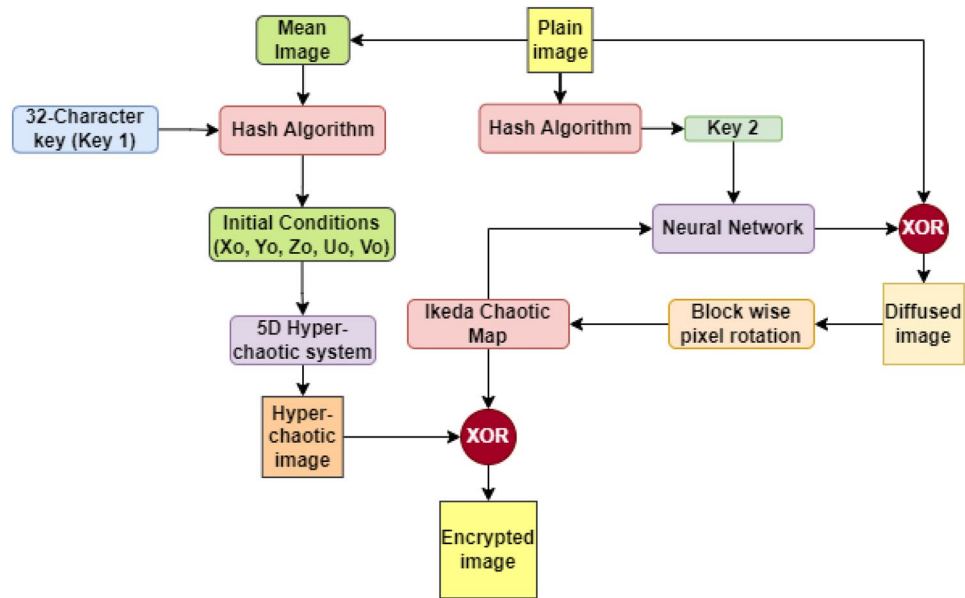 Mean
Image
Plain
image
32-Character
key (Key 1)
Hash Algorithm
Hash Algorithm
Key 2
Initial Conditions
(Xo, Yo, Zo, Uo, Vo)
Neural Network
XOR
5D Hyper-
chaotic system
Ikeda Chaotic
Map
Block wise
pixel rotation
Diffused
image
Hyper-
chaotic
image
XOR
Encrypted
image